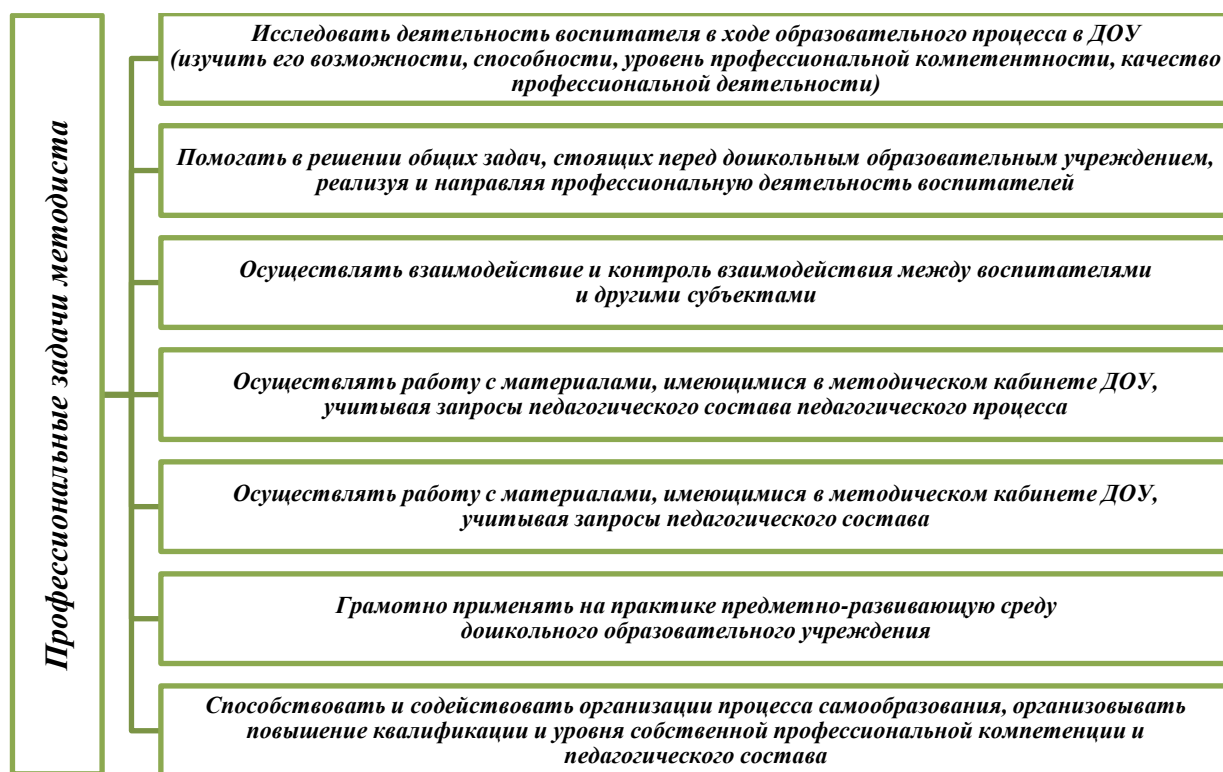 Профессиональные задачи методиста
Исследовать деятельность воспитателя в ходе образовательного процесса в ДОУ
(изучить его возможности, способности, уровень профессиональной компетентности, качество
профессиональной деятельности)
Помогать в решении общих задач, стоящих перед дошкольным образовательным учреждением,
реализуя и направляя профессиональную деятельность воспитателей
Осуществлять взаимодействие и контроль взаимодействия между воспитателями
и другими субъектами
Осуществлять работу с материалами, имеющимися в методическом кабинете ДОУ,
учитывая запросы педагогического состава педагогического процесса
Осуществлять работу с материалами, имеющимися в методическом кабинете ДОУ,
учитывая запросы педагогического состава
Грамотно применять на практике предметно-развивающую среду
дошкольного образовательного учреждения
Способствовать и содействовать организации процесса самообразования, организовывать
повышение квалификации и уровня собственной профессиональной компетенции и
педагогического состава